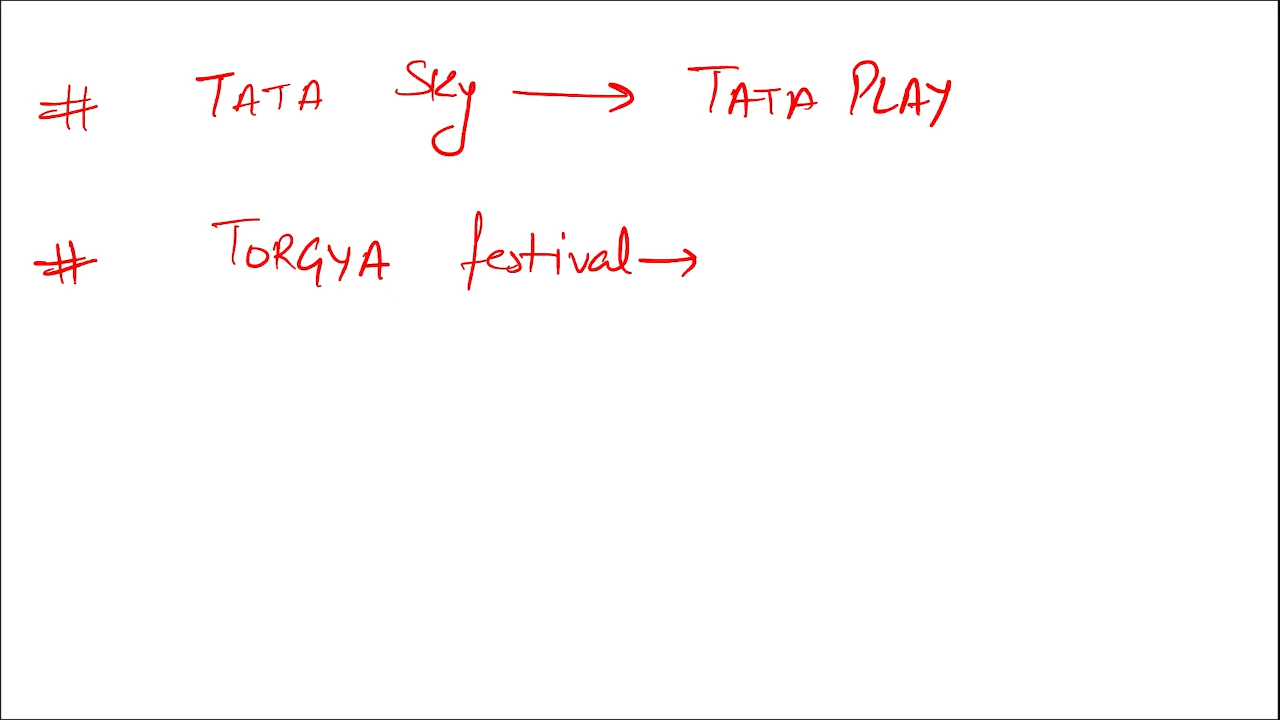 # TATA Sky → TATA PLAY
# TORGYA festival →